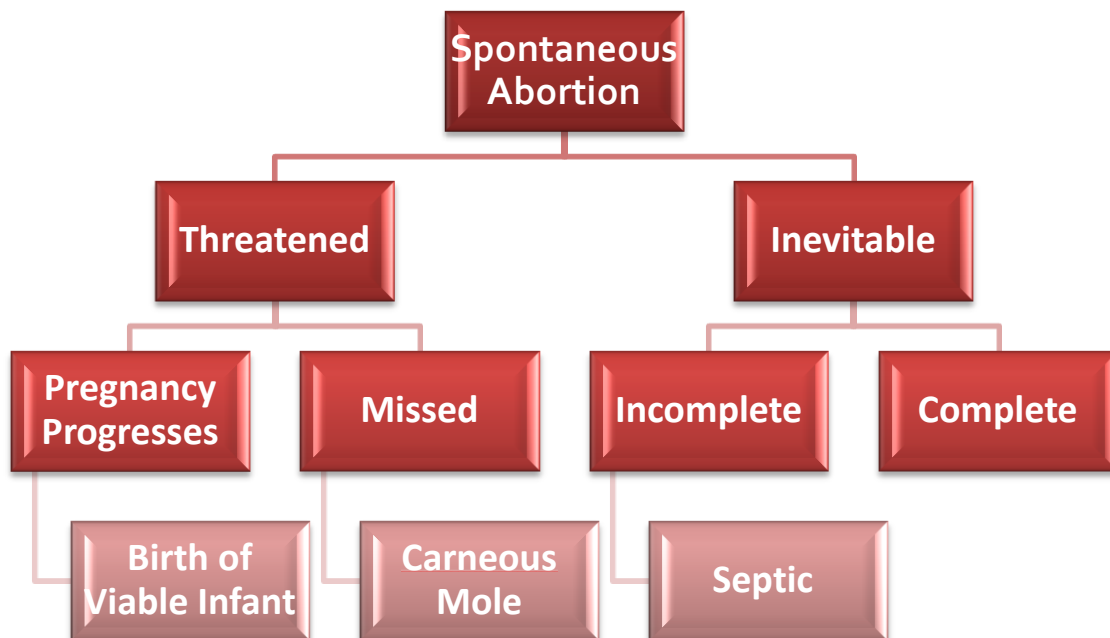 Spontaneous
Abortion
Threatened
Inevitable
Pregnancy
Progresses
Missed
Incomplete
Complete
Birth of
Viable Infant
Carneous
Mole
Septic